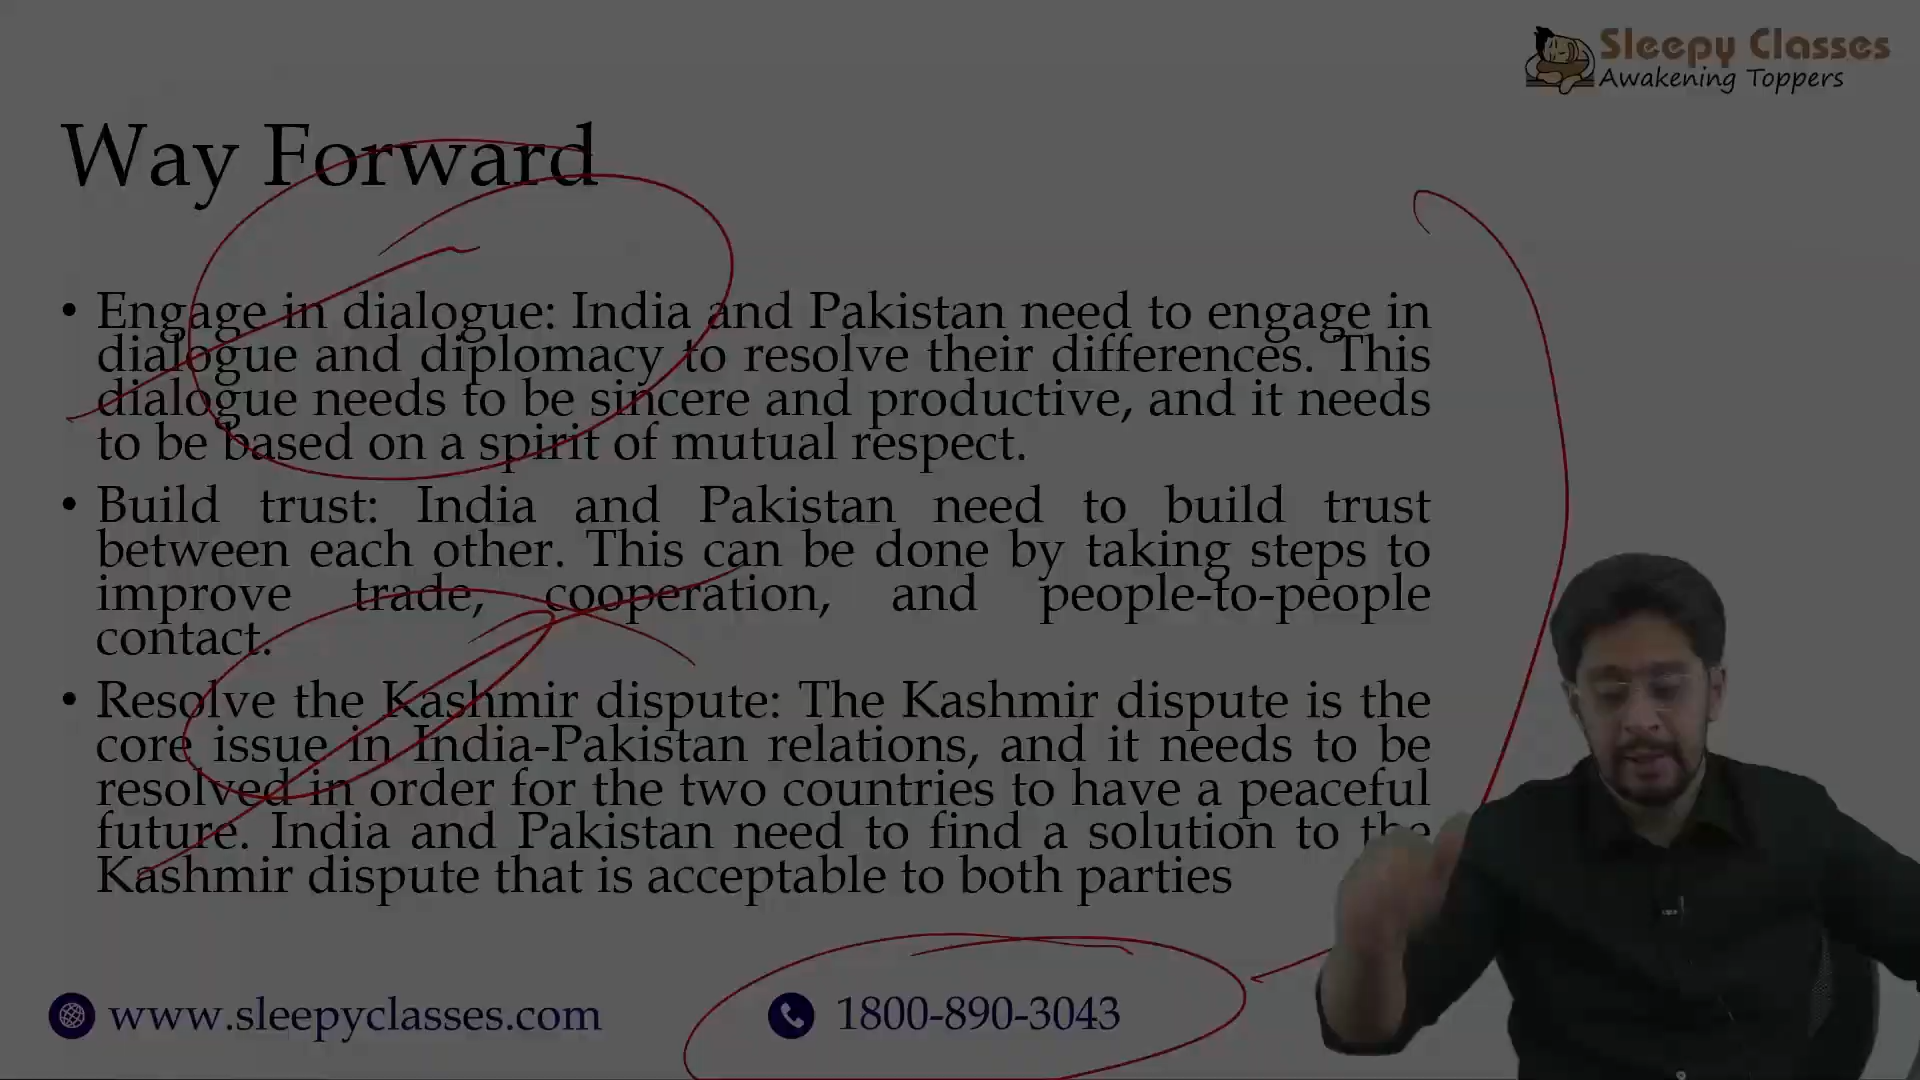 Sleepy Classes
Awakening Toppers
Way Forward
• Engage in dialogue: India and Pakistan need to engage in
dialogue and diplomacy to resolve their differences. This
dialogue needs to be sincere and productive, and it needs
to be based on a spirit of mutual respect.
• Build trust: India and Pakistan need to build trust
between each other. This can be done by taking steps to
improve trade, cooperation, and people-to-people
contact.
• Resolve the Kashmir dispute: The Kashmir dispute is the
core issue in India-Pakistan relations, and it needs to be
resolved in order for the two countries to have a peaceful
future. India and Pakistan need to find a solution to the
Kashmir dispute that is acceptable to both parties
www.sleepyclasses.com
1800-890-3043